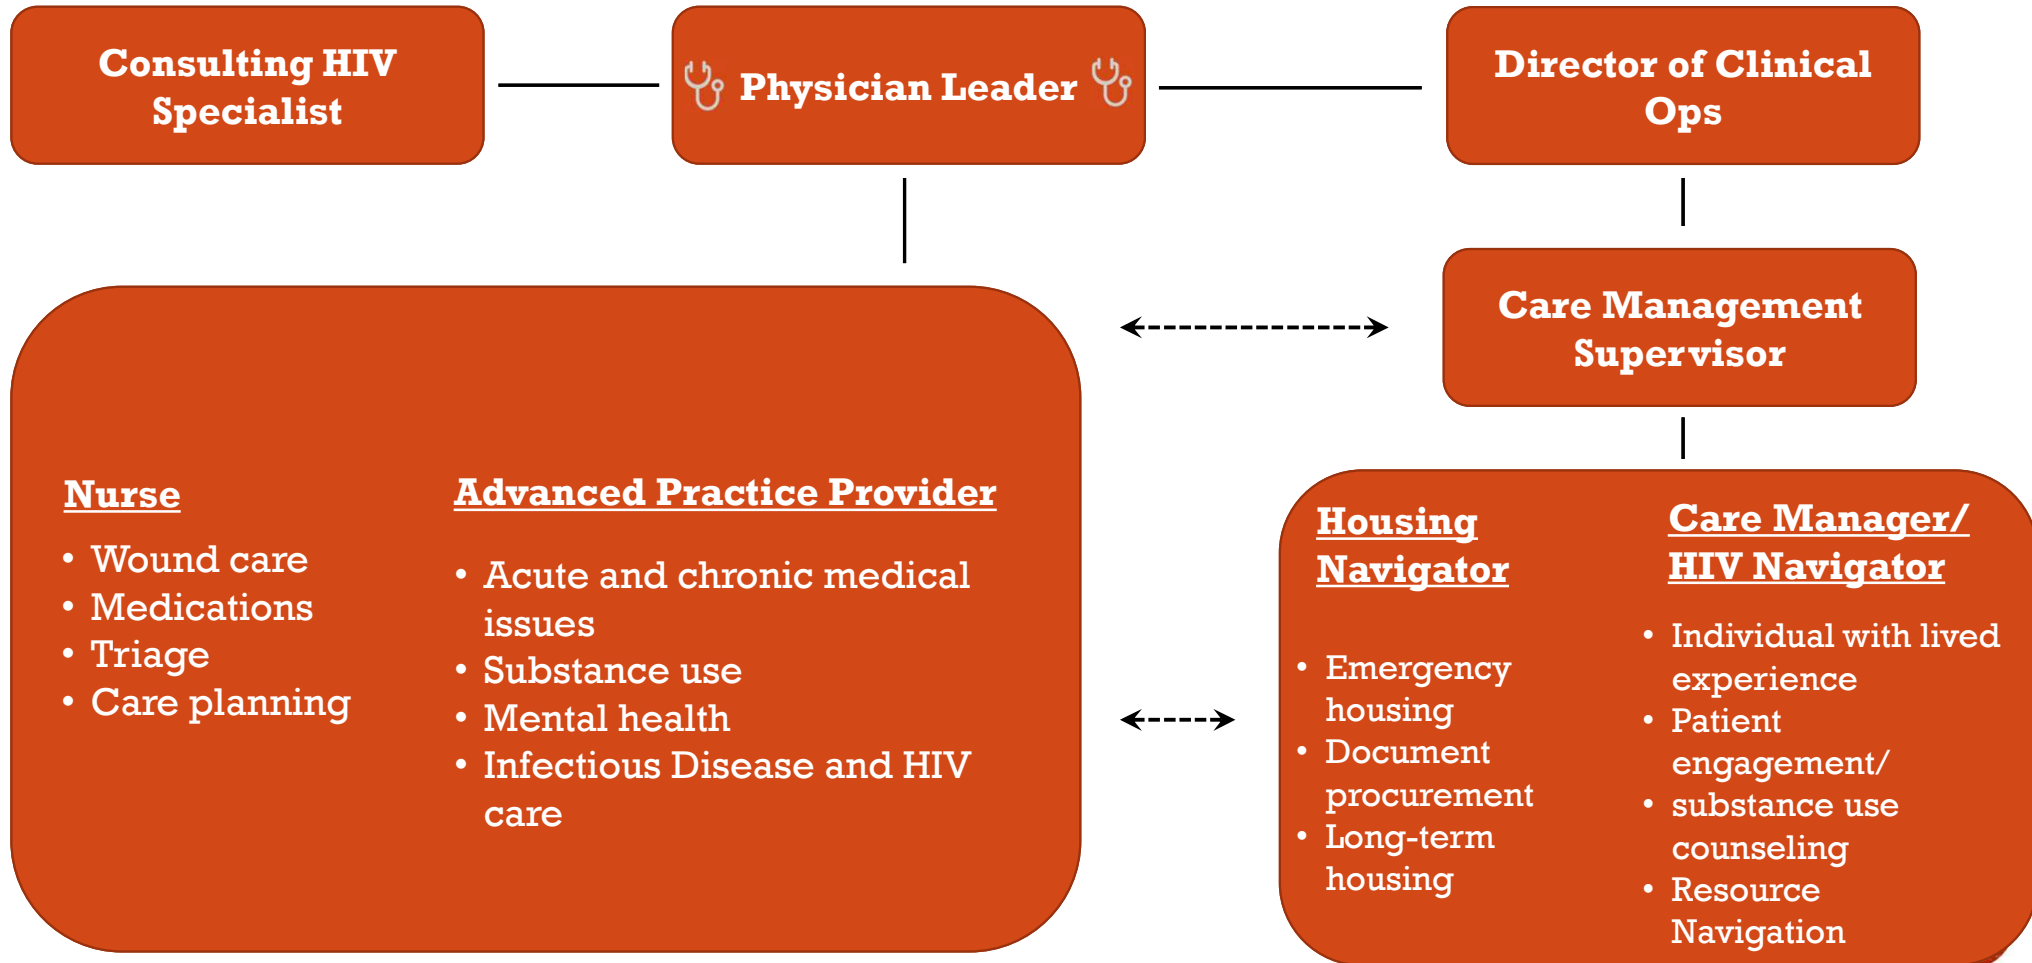 Consulting HIV
Specialist
Physician Leader
Director of Clinical
Ops
Care Management
Supervisor
Nurse
• Wound care
• Medications
• Triage
• Care planning
Advanced Practice Provider
• Acute and chronic medical
issues
• Substance use
• Mental health
• Infectious Disease and HIV
care
Housing
Navigator
• Emergency
housing
• Document
procurement
• Long-term
housing
Care Manager/
HIV Navigator
• Individual with lived
experience
• Patient
engagement/
• substance use
counseling
• Resource
Navigation